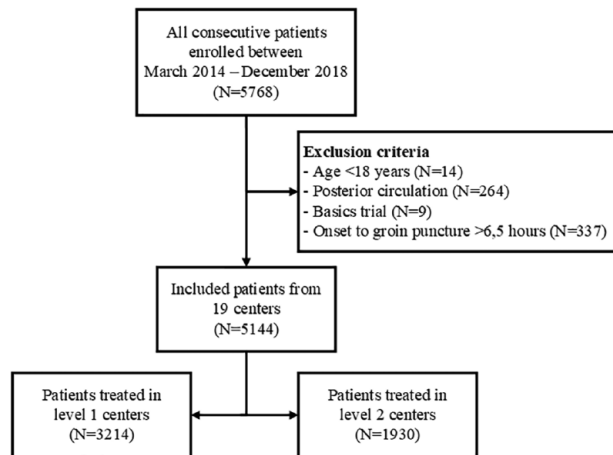 All consecutive patients
enrolled between
March 2014 – December 2018
(N=5768)
Exclusion criteria
- Age <18 years (N=14)
- Posterior circulation (N=264)
- Basics trial (N=9)
- Onset to groin puncture >6,5 hours (N=337)
Included patients from
19 centers
(N=5144)
Patients treated in
level 1 centers
(N=3214)
Patients treated in
level 2 centers
(N=1930)